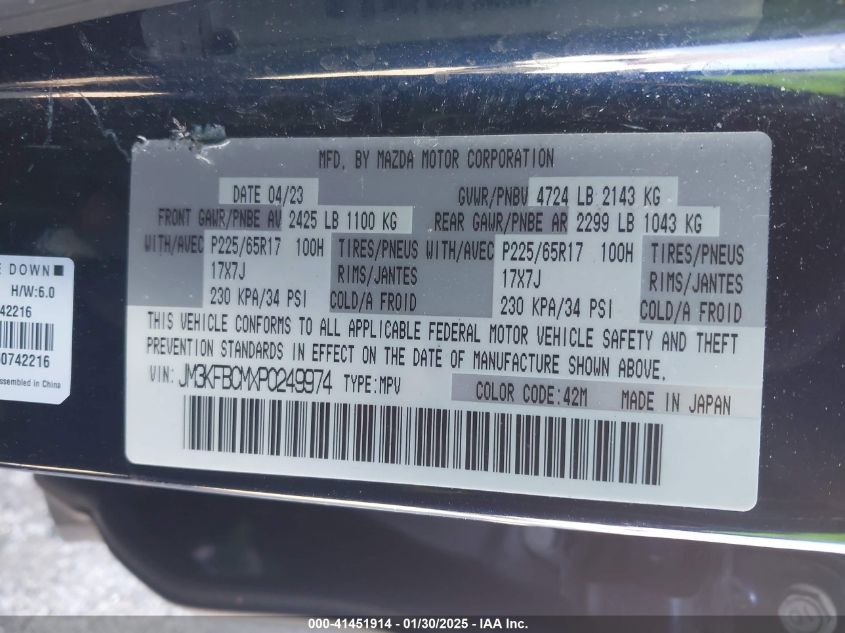 MFD. BY MAZDA MOTOR CORPORATION
DATE 04/23 GVWR/PNBV 4724 LB 2143 KG
FRONT GAWR/PNBE AV 2425 LB 1100 KG REAR GAWR/PNBE AR 2299 LB 1043 KG
WITH/AVEC P225/65R17 100H TIRES/PNEUS WITH/AVEC P225/65R17 100H TIRES/PNEUS
17X7J RIMS/JANTES 17X7J RIMS/JANTES
230 KPA/34 PSI COLD/A FROID 230 KPA/34 PSI COLD/A FROID
THIS VEHICLE CONFORMS TO ALL APPLICABLE FEDERAL MOTOR VEHICLE SAFETY AND THEFT
PREVENTION STANDARDS IN EFFECT ON THE DATE OF MANUFACTURE SHOWN ABOVE.
VIN: JM3KFBCMXP0249974 TYPE:MPV COLOR CODE:42M MADE IN JAPAN
DOWN
H/W:6.0
42216
0742216
ssembled in China
000-41451914 - 01/30/2025 - IAA Inc.